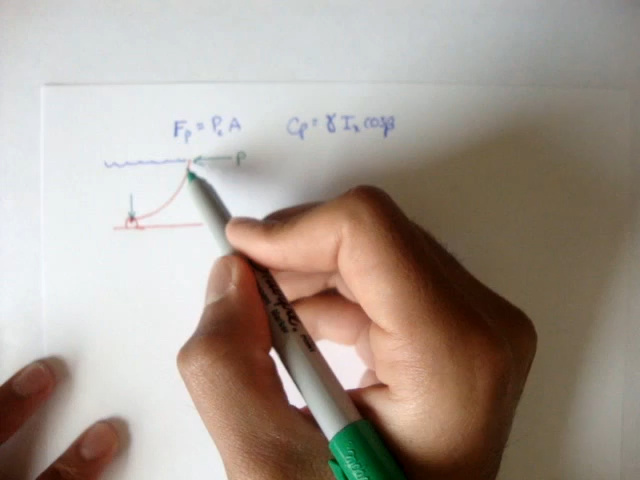 Fp = Pc A    Cp = γ Ix cosβ
P